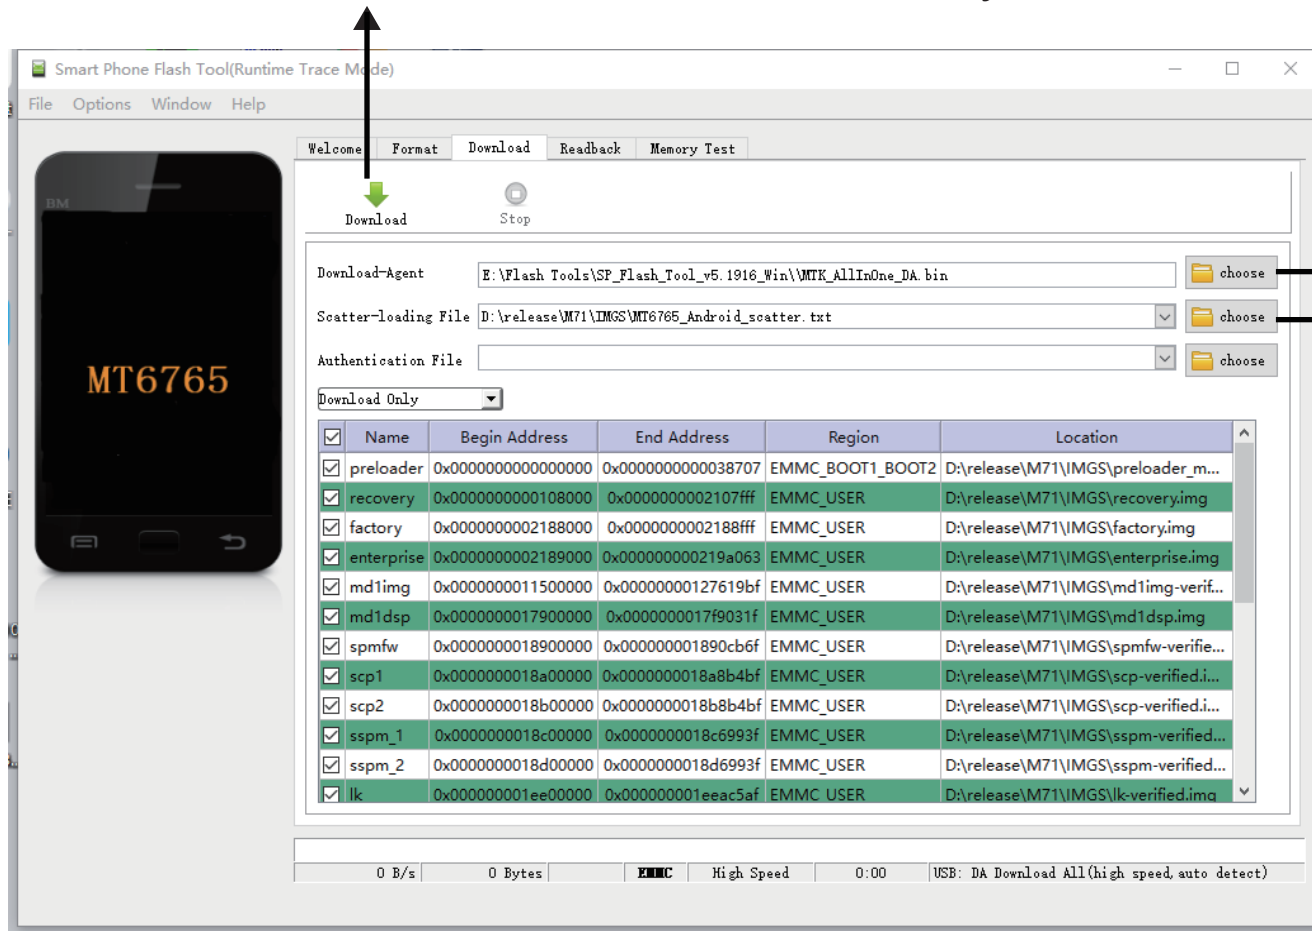 Smart Phone Flash Tool(Runtime Trace Mode)
File Options Window Help
Welcome Format Download Readback Memory Test
BM
Download Stop
Download-Agent E:\Flash Tools\SP_Flash_Tool_v5.1916_Win\\MTK_AllInOne_DA.bin choose
Scatter-loading File D:\release\M71\IMGS\MT6765_Android_scatter.txt choose
Authentication File choose
MT6765
Download Only
Name Begin Address End Address Region Location
preloader 0x0000000000000000 0x0000000000038707 EMMC_BOOT1_BOOT2 D:\release\M71\IMGS\preloader_m...
recovery 0x0000000000108000 0x0000000002107fff EMMC_USER D:\release\M71\IMGS\recovery.img
factory 0x0000000002188000 0x0000000002188fff EMMC_USER D:\release\M71\IMGS\factory.img
enterprise 0x0000000002189000 0x000000000219a063 EMMC_USER D:\release\M71\IMGS\enterprise.img
md1img 0x0000000011500000 0x00000000127619bf EMMC_USER D:\release\M71\IMGS\md1img-verif...
md1dsp 0x0000000017900000 0x0000000017f9031f EMMC_USER D:\release\M71\IMGS\md1dsp.img
spmfw 0x0000000018900000 0x000000001890cb6f EMMC_USER D:\release\M71\IMGS\spmfw-verifie...
scp1 0x0000000018a00000 0x0000000018a8b4bf EMMC_USER D:\release\M71\IMGS\scp-verified.i...
scp2 0x0000000018b00000 0x0000000018b8b4bf EMMC_USER D:\release\M71\IMGS\scp-verified.i...
sspm_1 0x0000000018c00000 0x0000000018c6993f EMMC_USER D:\release\M71\IMGS\sspm-verified...
sspm_2 0x0000000018d00000 0x0000000018d6993f EMMC_USER D:\release\M71\IMGS\sspm-verified...
lk 0x000000001ee00000 0x000000001eeac5af EMMC_USER D:\release\M71\IMGS\lk-verified.img
0 B/s 0 Bytes EMMC High Speed 0:00 USB: DA Download All(high speed,auto detect)